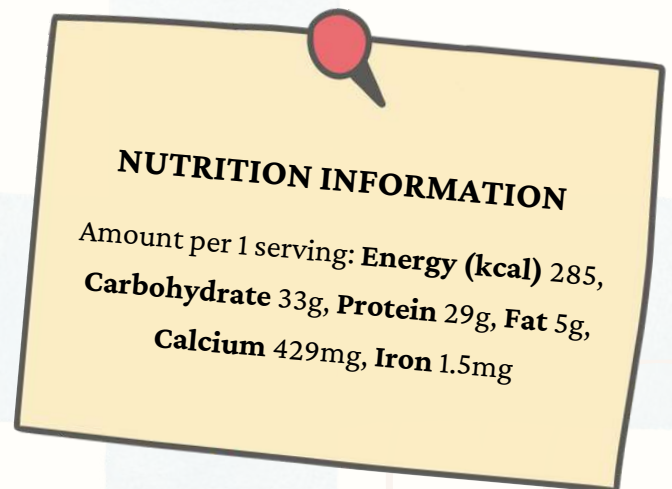 NUTRITION INFORMATION
Amount per 1 serving: Energy (kcal) 285,
Carbohydrate 33g, Protein 29g, Fat 5g,
Calcium 429mg, Iron 1.5mg